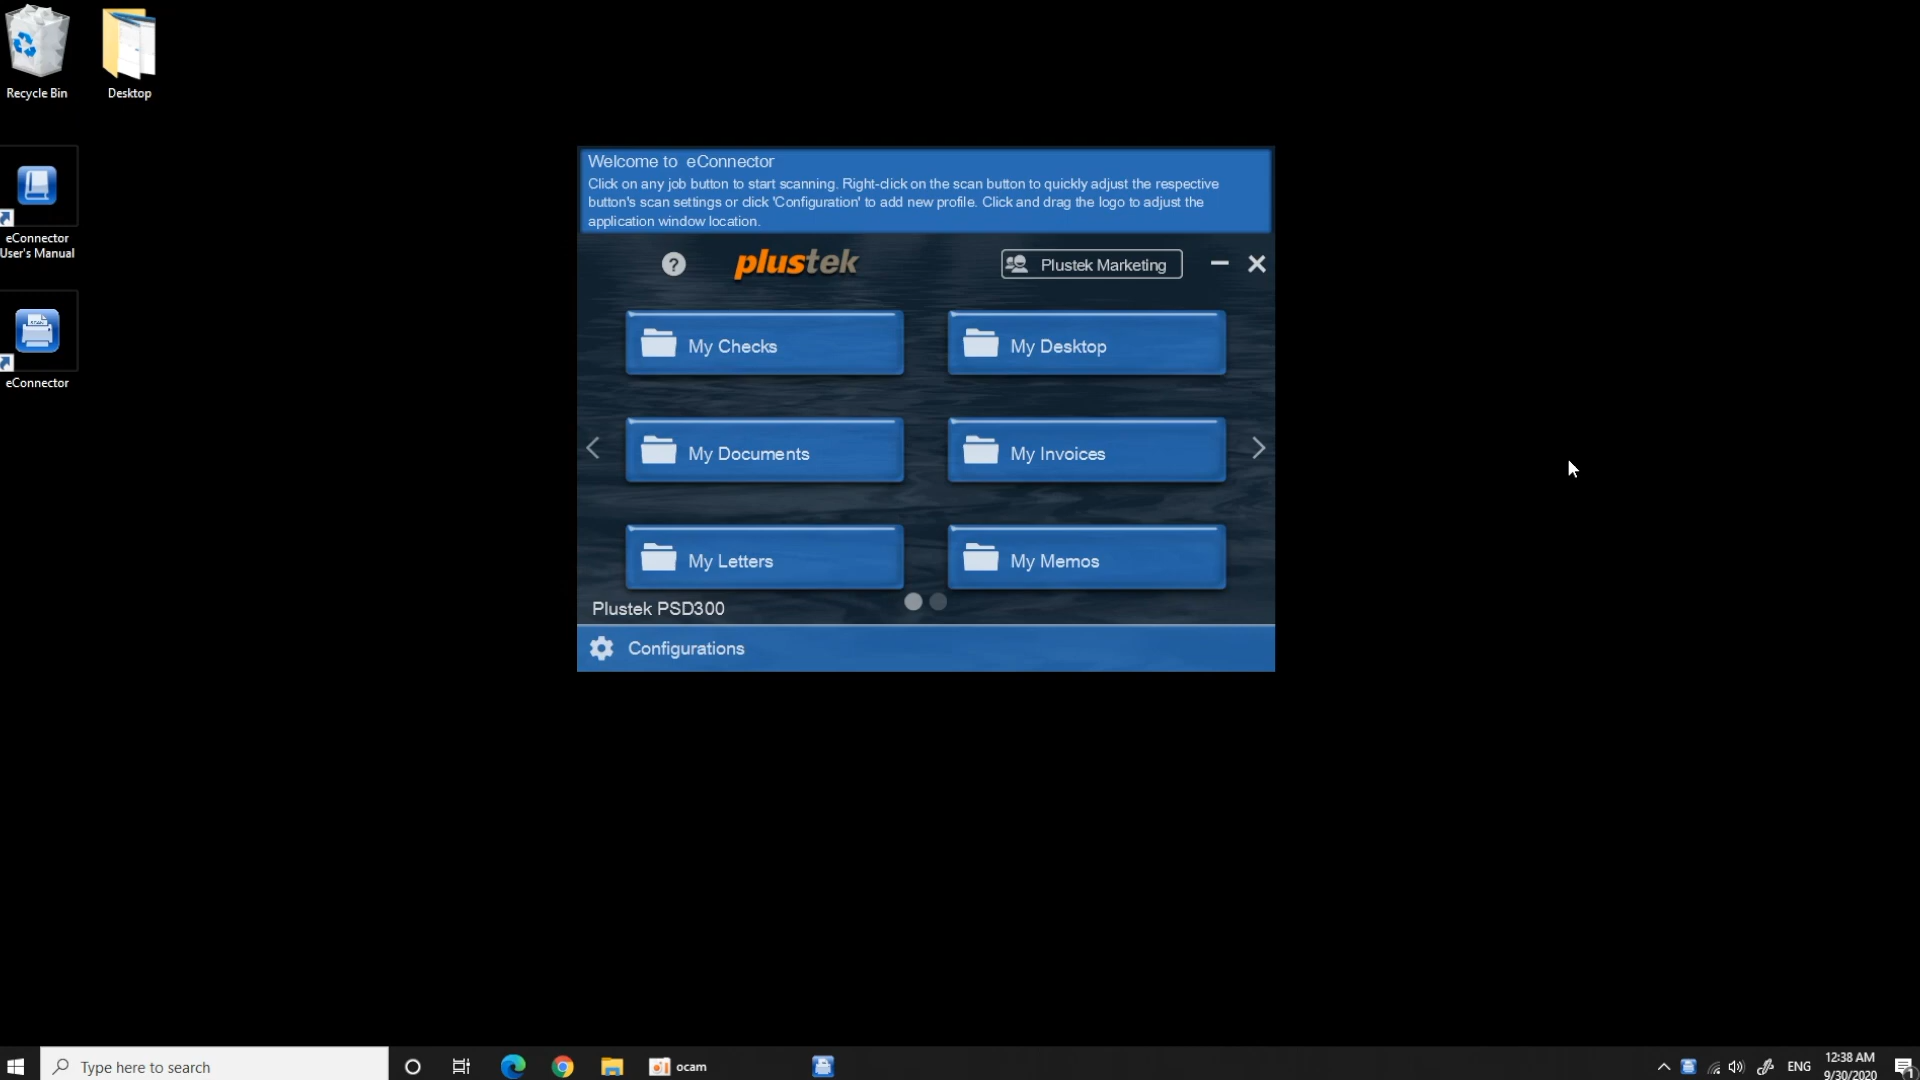 Recycle Bin
Desktop
eConnector
User's Manual
eConnector
Welcome to eConnector
Click on any job button to start scanning. Right-click on the scan button to quickly adjust the respective
button's scan settings or click 'Configuration' to add new profile. Click and drag the logo to adjust the
application window location.
?
plustek
Plustek Marketing
My Checks
My Desktop
My Documents
My Invoices
My Letters
My Memos
Plustek PSD300
Configurations
Type here to search
ocam
ENG
12:38 AM
9/30/2020
1